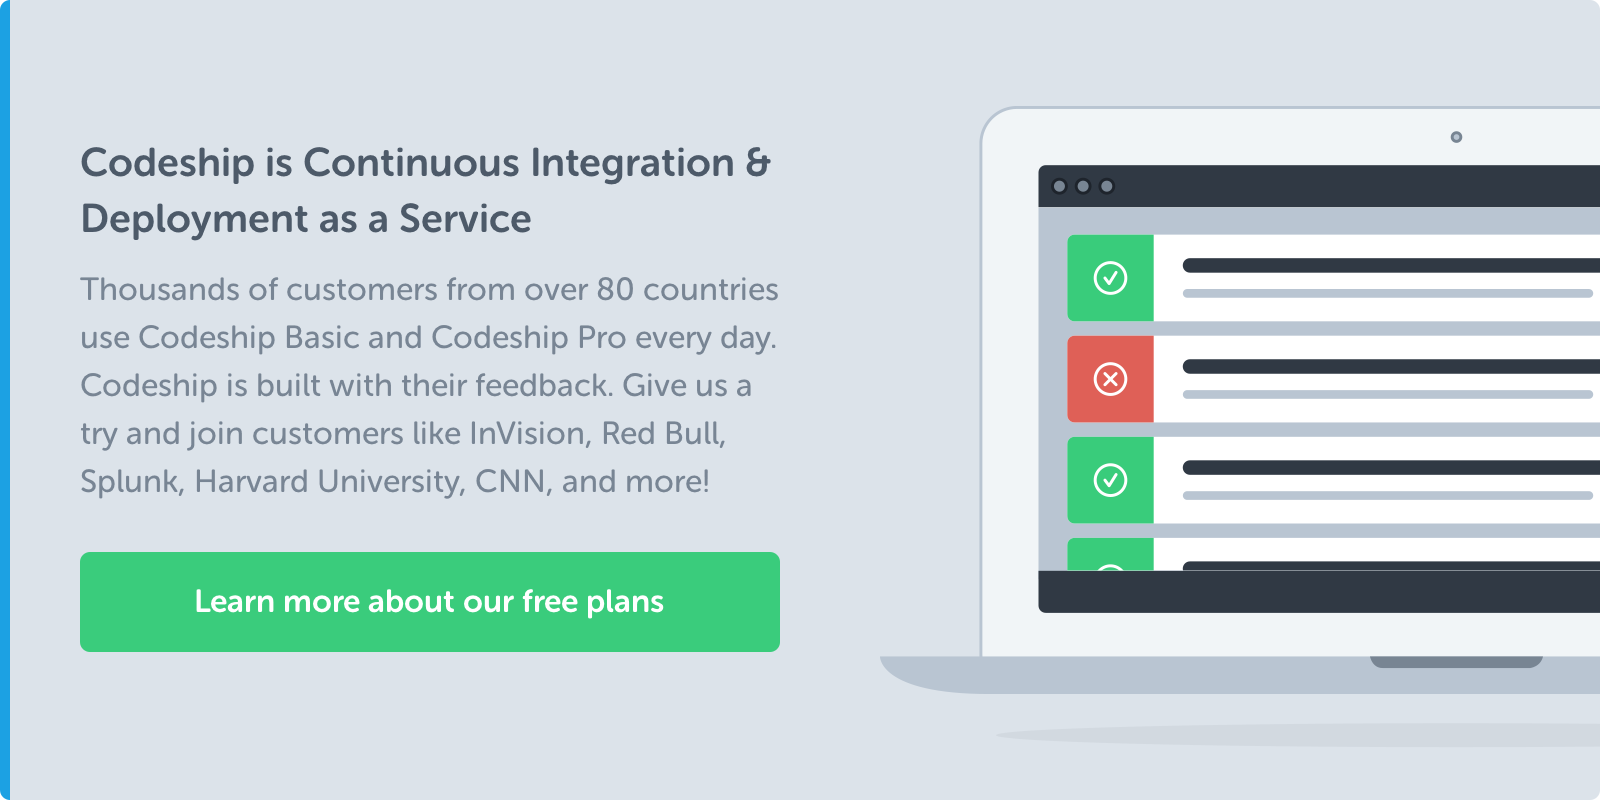 Codeship is Continuous Integration &
Deployment as a Service
Thousands of customers from over 80 countries
use Codeship Basic and Codeship Pro every day.
Codeship is built with their feedback. Give us a
try and join customers like InVision, Red Bull,
Splunk, Harvard University, CNN, and more!
Learn more about our free plans